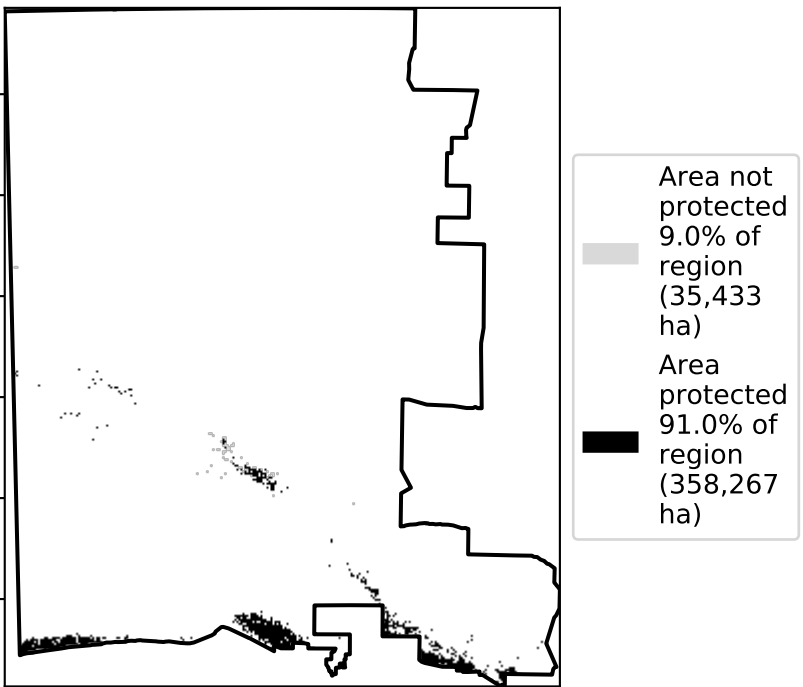 Area not
protected
9.0% of
region
(35,433
ha)
Area
protected
91.0% of
region
(358,267
ha)